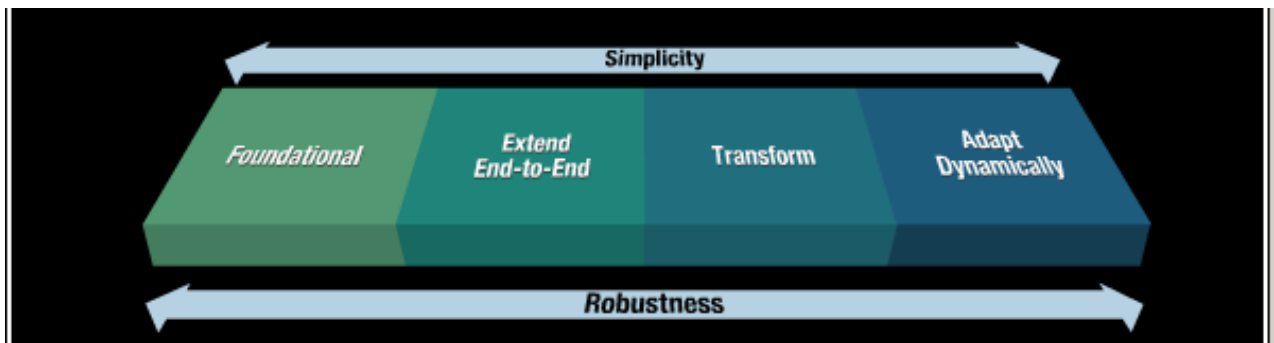 Simplicity
Foundational
Extend
End-to-End
Transform
Adapt
Dynamically
Robustness